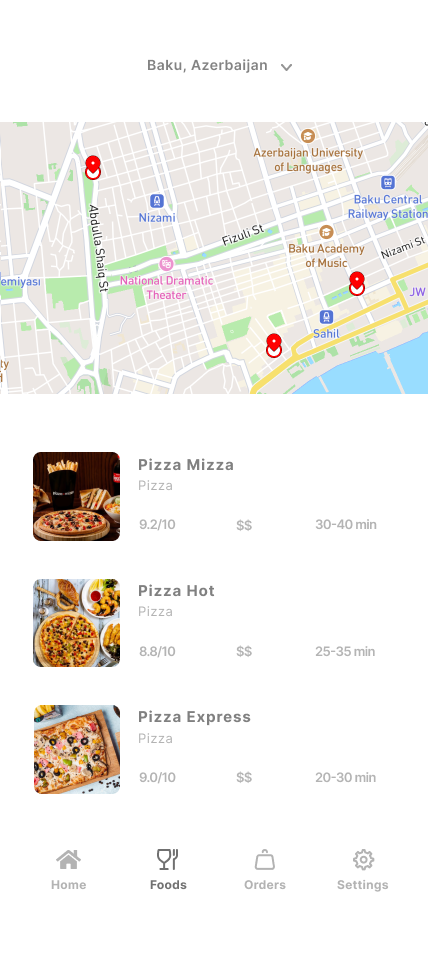 Baku, Azerbaijan
Azerbaijan University
of Languages
Baku Central
Railway Station
Nizami
Abdulla Shaiq St
Fizuli St
Baku Academy
of Music
Nizami St
emiyası
National Dramatic
Theater
JW
Sahil
ty
Pizza Mizza
Pizza
9.2/10
$$
30-40 min
Pizza Hot
Pizza
8.8/10
$$
25-35 min
Pizza Express
Pizza
9.0/10
$$
20-30 min
Home
Foods
Orders
Settings